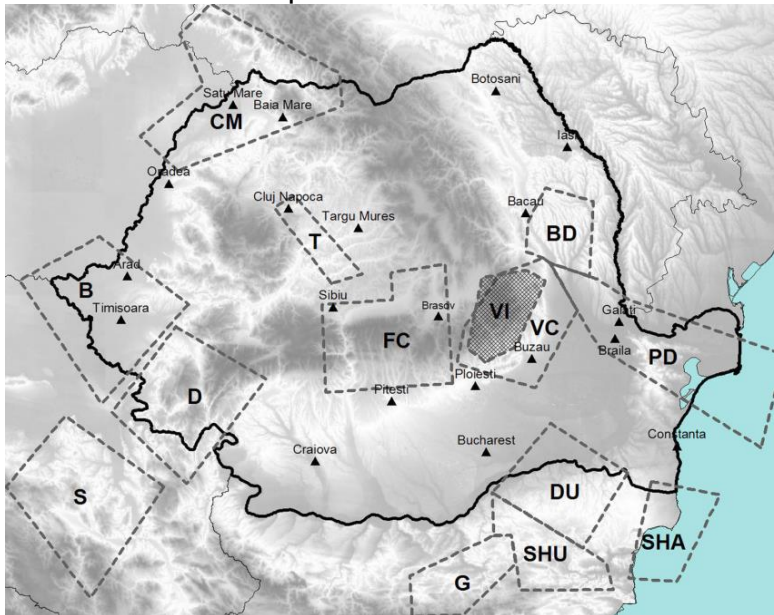 Botosani
Satu Mare
Baia Mare
CM
Iasi
Oradea
Cluj Napoca
Bacau
Targu Mures
T
BD
Arad
B
Sibiu
Timisoara
Brasov
VI
Galati
FC
VC
Braila
Buzau
PD
Ploiesti
D
Pitesti
Constanta
Craiova
Bucharest
S
DU
SHU
SHA
G